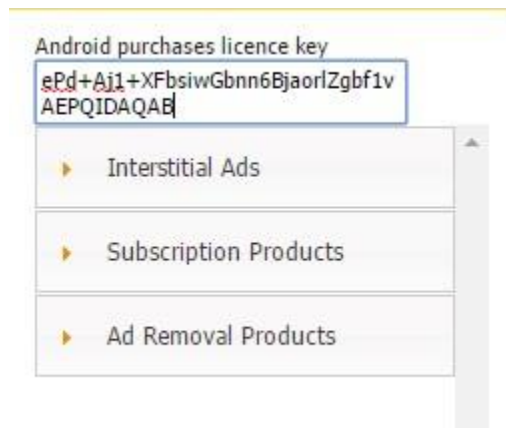 Android purchases licence key
ePd+Aj1+XFbsiwGbnn6BjaorlZgbf1v
AEPQIDAQAB
Interstitial Ads
Subscription Products
Ad Removal Products